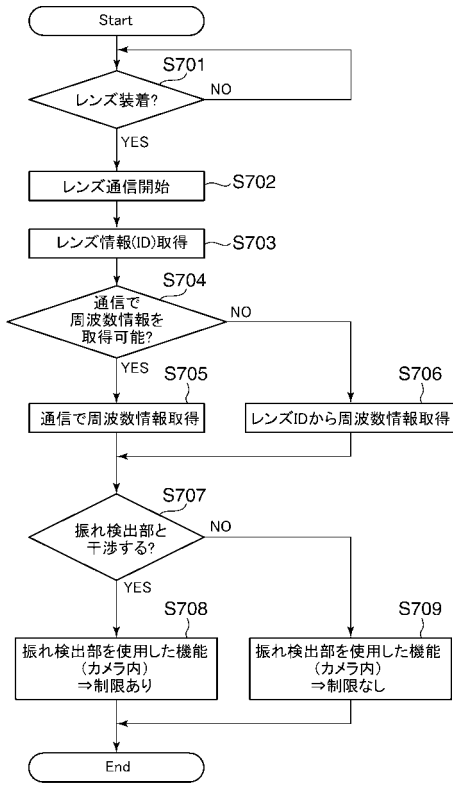 Start
S701
レンズ装着?
NO
YES
レンズ通信開始
S702
レンズ情報(ID)取得
S703
S704
通信で
周波数情報を
取得可能?
NO
YES
S705
通信で周波数情報取得
S706
レンズIDから周波数情報取得
S707
振れ検出部と
干渉する?
NO
YES
S708
振れ検出部を使用した機能
(カメラ内)
⇒制限あり
S709
振れ検出部を使用した機能
(カメラ内)
⇒制限なし
End